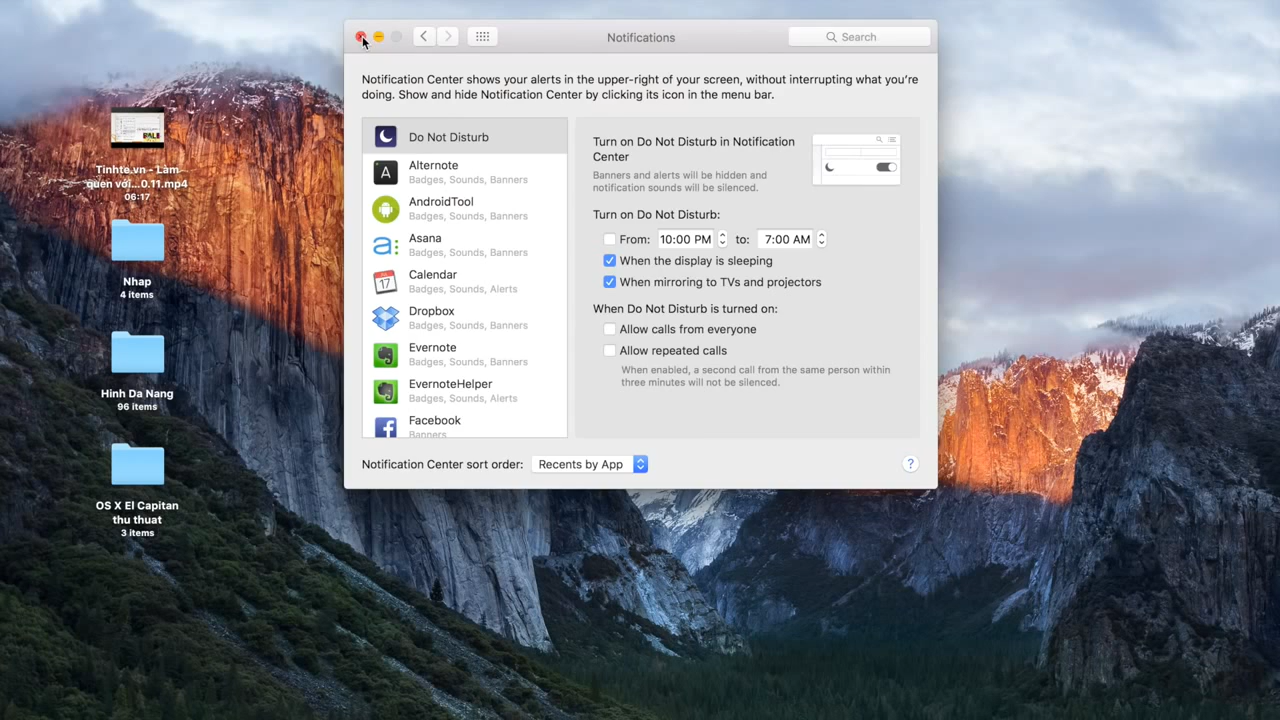 Notifications
Search
Notification Center shows your alerts in the upper-right of your screen, without interrupting what you're
doing. Show and hide Notification Center by clicking its icon in the menu bar.
Do Not Disturb
Alternote
Badges, Sounds, Banners
AndroidTool
Badges, Sounds, Banners
Asana
Badges, Sounds, Banners
Calendar
Badges, Sounds, Alerts
Dropbox
Badges, Sounds, Banners
Evernote
Badges, Sounds, Banners
EvernoteHelper
Badges, Sounds, Alerts
Facebook
Banners
Turn on Do Not Disturb in Notification
Center
Banners and alerts will be hidden and
notification sounds will be silenced.
Turn on Do Not Disturb:
From: 10:00 PM to: 7:00 AM
When the display is sleeping
When mirroring to TVs and projectors
When Do Not Disturb is turned on:
Allow calls from everyone
Allow repeated calls
When enabled, a second call from the same person within
three minutes will not be silenced.
Notification Center sort order: Recents by App
?
Tinhte.vn - Làm
quen với...0.11.mp4
06:17
Nhap
4 items
17
Hinh Da Nang
96 items
OS X El Capitan
thu thuat
3 items